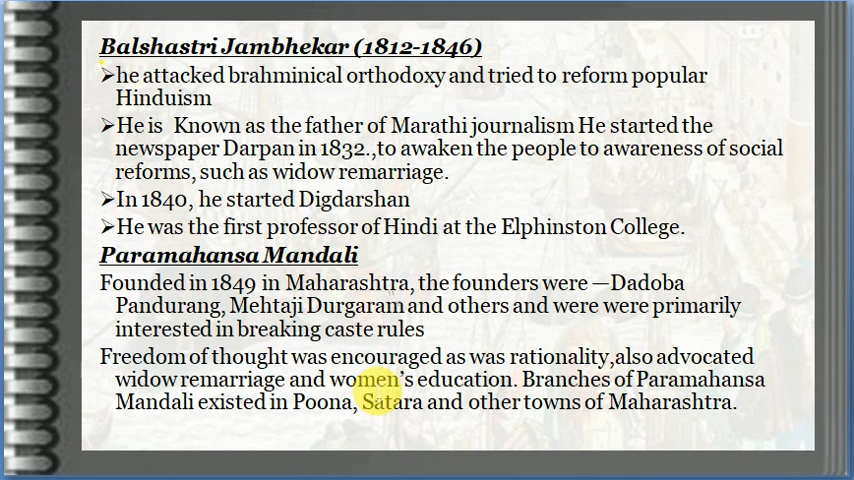 Balshastri Jambhekar (1812-1846)
➢he attacked brahminical orthodoxy and tried to reform popular
Hinduism
➢He is Known as the father of Marathi journalism He started the
newspaper Darpan in 1832.,to awaken the people to awareness of social
reforms, such as widow remarriage.
➢In 1840, he started Digdarshan
➢He was the first professor of Hindi at the Elphinston College.
Paramahansa Mandali
Founded in 1849 in Maharashtra, the founders were —Dadoba
Pandurang, Mehtaji Durgaram and others and were were primarily
interested in breaking caste rules
Freedom of thought was encouraged as was rationality,also advocated
widow remarriage and women's education. Branches of Paramahansa
Mandali existed in Poona, Satara and other towns of Maharashtra.